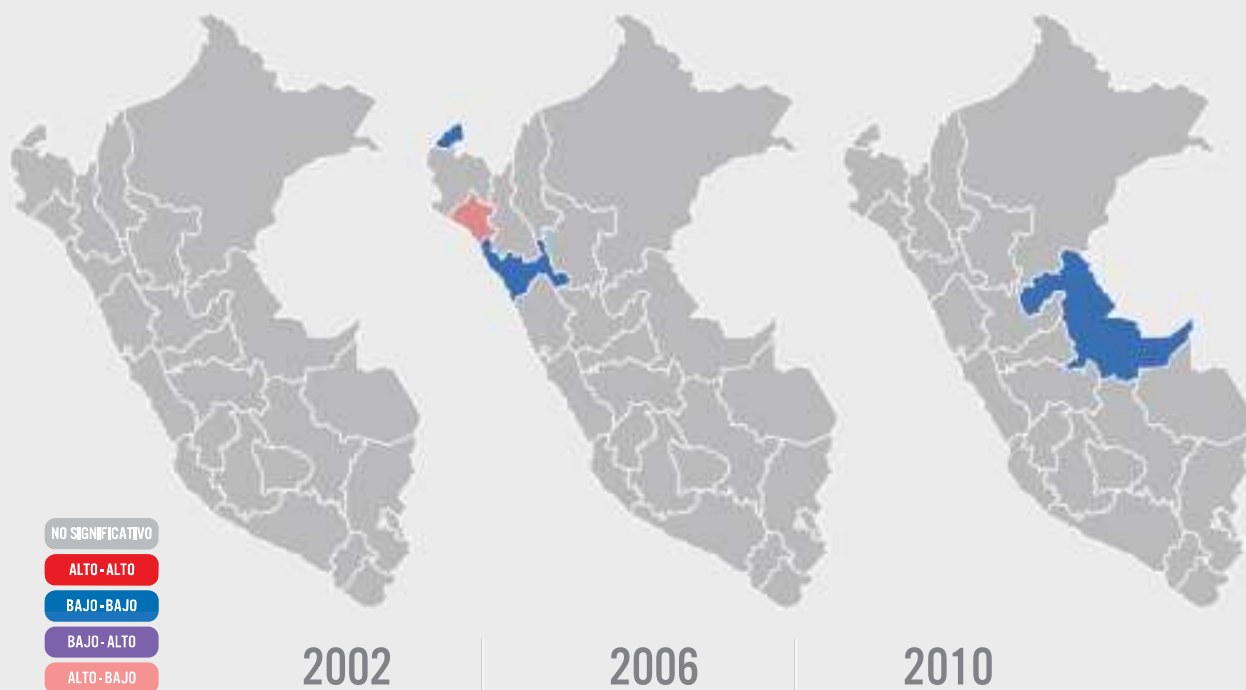 NO SIGNIFICATIVO
ALTO - ALTO
BAJO - BAJO
BAJO - ALTO
ALTO - BAJO
2002
2006
2010